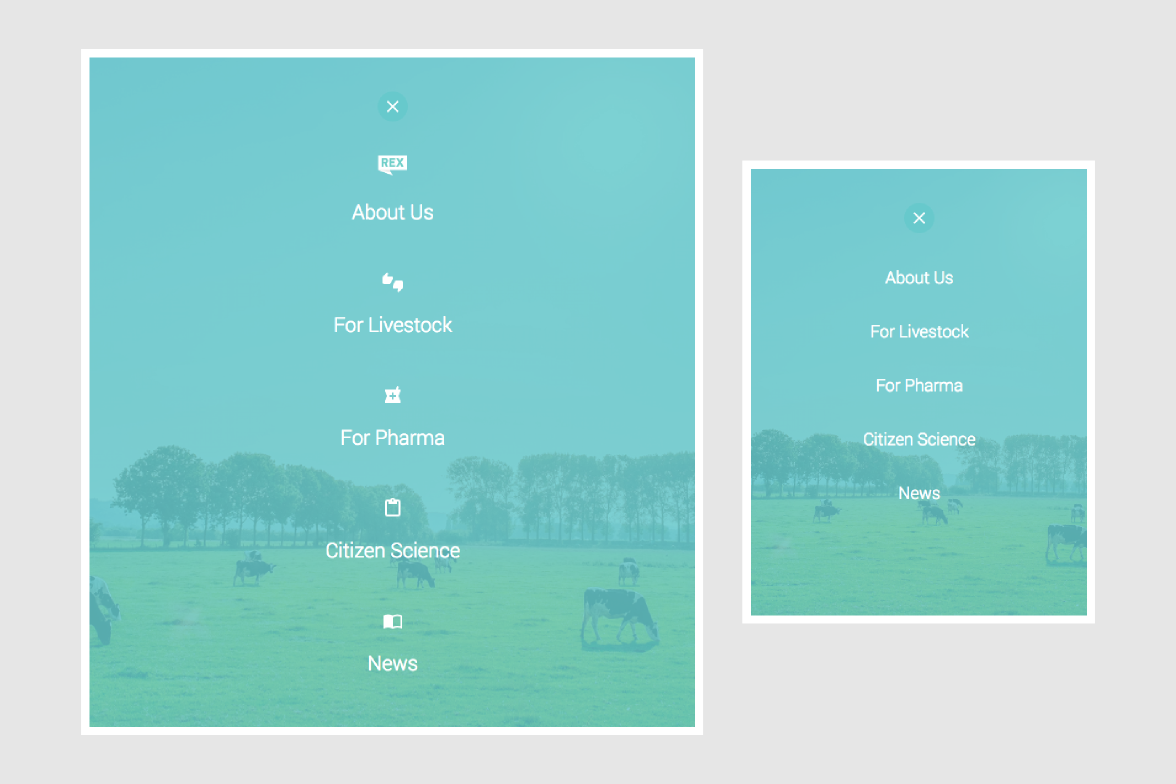 REX
About Us
For Livestock
For Pharma
Citizen Science
News
About Us
For Livestock
For Pharma
Citizen Science
News